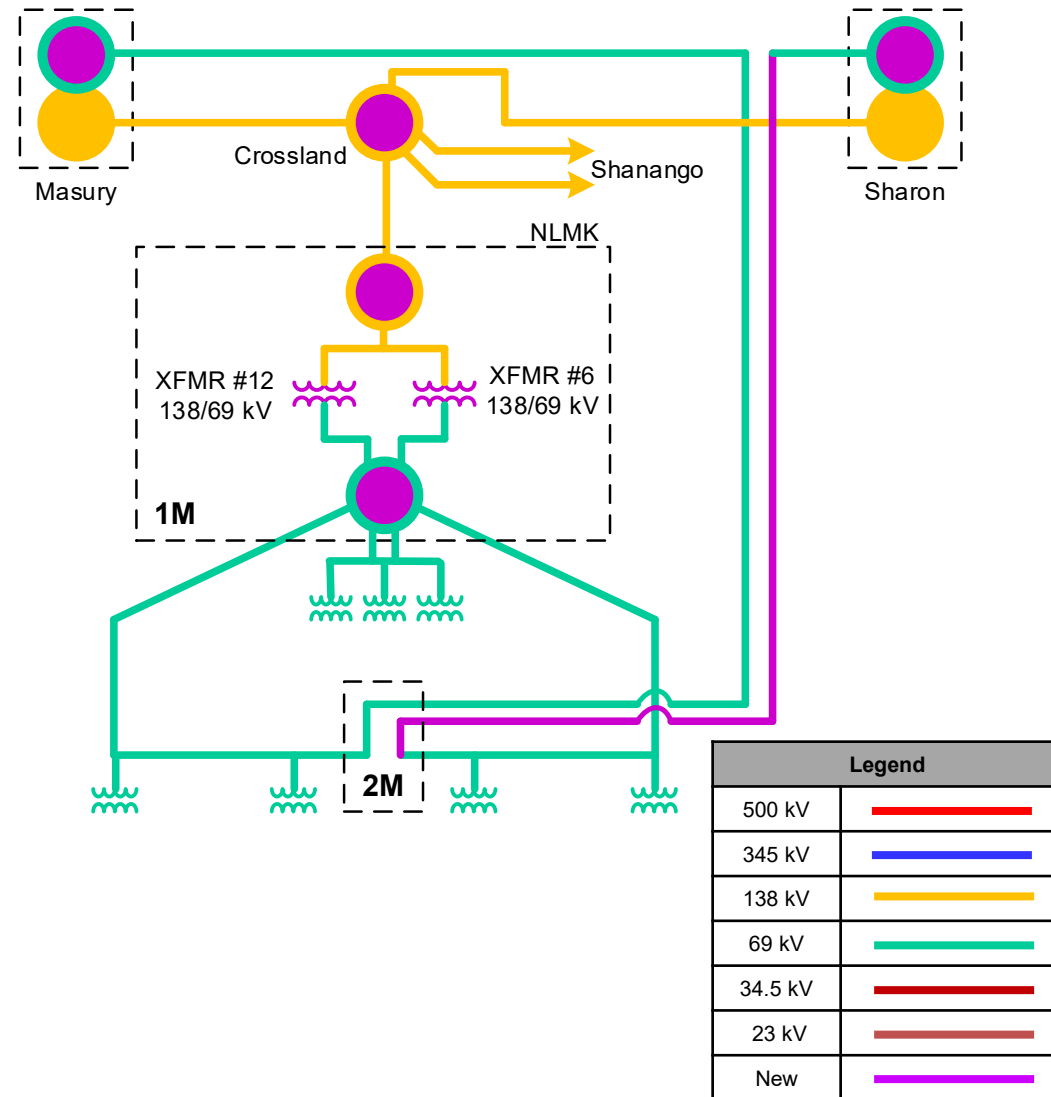 Crossland
Shanango
Masury
Sharon
NLMK
XFMR #12
138/69 kV
XFMR #6
138/69 kV
1M
2M
Legend
500 kV
345 kV
138 kV
69 kV
34.5 kV
23 kV
New